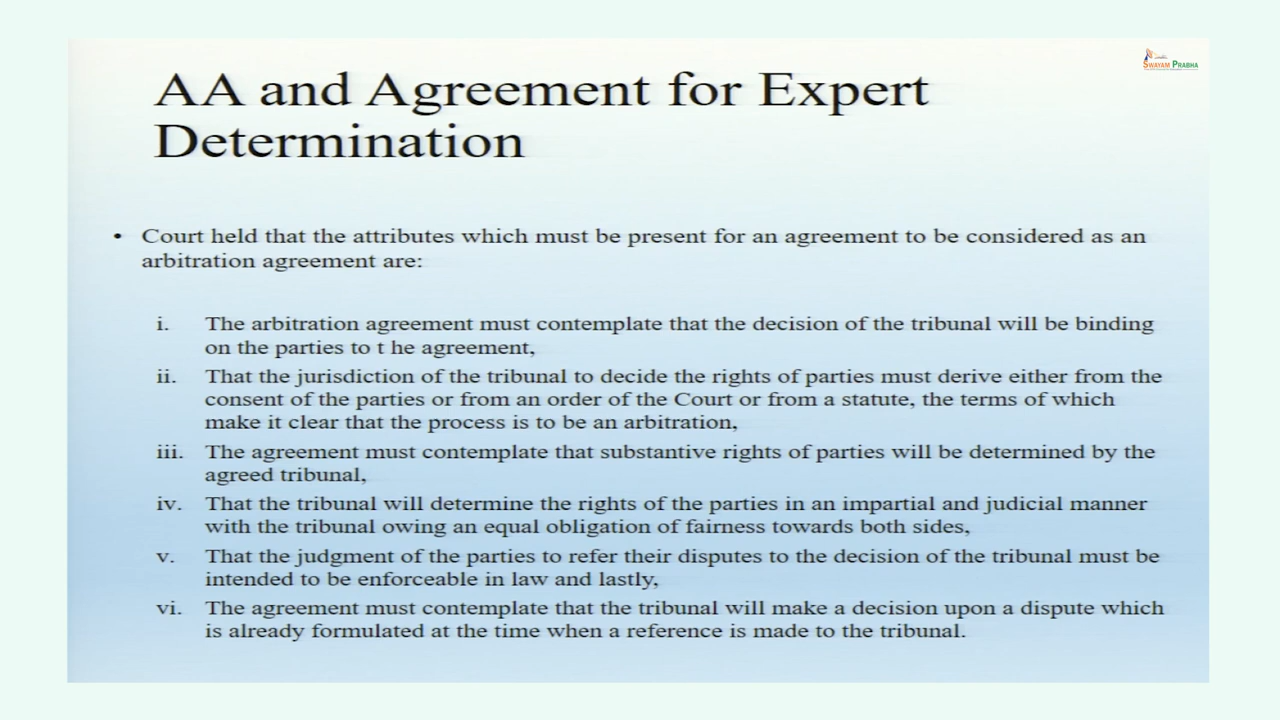 SWAYAM PRABHA
AA and Agreement for Expert
Determination
• Court held that the attributes which must be present for an agreement to be considered as an
arbitration agreement are:
i. The arbitration agreement must contemplate that the decision of the tribunal will be binding
on the parties to t he agreement,
ii. That the jurisdiction of the tribunal to decide the rights of parties must derive either from the
consent of the parties or from an order of the Court or from a statute, the terms of which
make it clear that the process is to be an arbitration,
iii. The agreement must contemplate that substantive rights of parties will be determined by the
agreed tribunal,
iv. That the tribunal will determine the rights of the parties in an impartial and judicial manner
with the tribunal owing an equal obligation of fairness towards both sides,
v. That the judgment of the parties to refer their disputes to the decision of the tribunal must be
intended to be enforceable in law and lastly,
vi. The agreement must contemplate that the tribunal will make a decision upon a dispute which
is already formulated at the time when a reference is made to the tribunal.